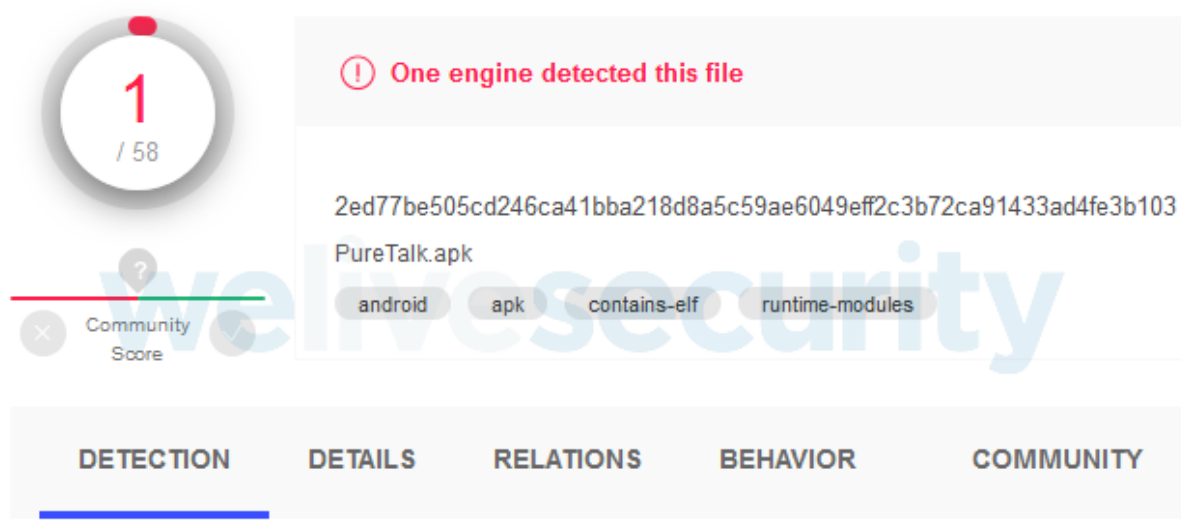 1
/ 58
One engine detected this file
2ed77be505cd246ca41bba218d8a5c59ae6049eff2c3b72ca91433ad4fe3b103
PureTalk.apk
android apk contains-elf runtime-modules
?
Community
Score
welivesecurity
DETECTION DETAILS RELATIONS BEHAVIOR COMMUNITY